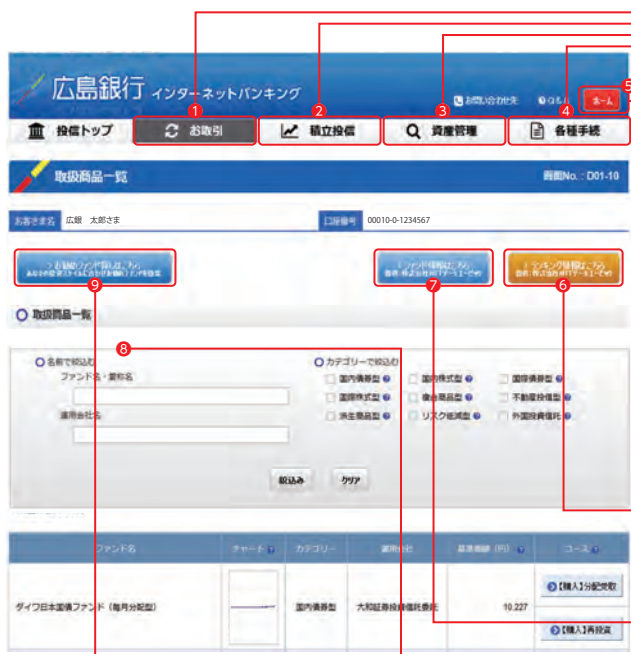 広島銀行 インターネットバンキング
お問い合わせ先 Q&A ホーム 5
1 2 3 4
投信トップ お取引 積立投信 資産管理 各種手続
取扱商品一覧 画面No.:D01-10
お客さま名 広銀 太郎さま 口座番号 00010-0-1234567
9 7 6
取扱商品一覧
8
名前で絞込む カテゴリーで絞込む
ファンド名・愛称名 国内債券型 国内株式型 国際債券型
国際株式型 複合商品型 不動産投信型
運用会社名 派生商品型 リスク低減型 外国投資信託
絞込み クリア
ファンド名 チャート カテゴリー 運用会社 基準価額(円) コース
【購入】分配受取
ダイワ日本国債ファンド(毎月分配型) 国内債券型 大和証券投資信託委託 10,227
【購入】再投資